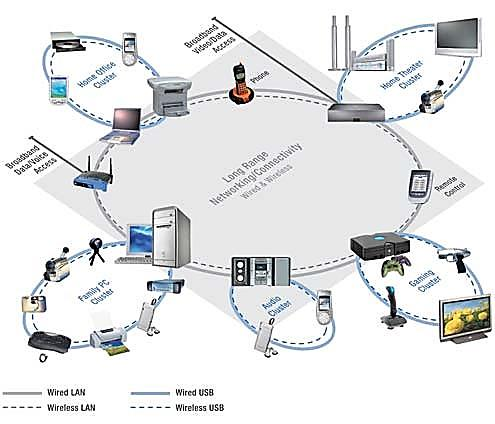 Broadband
Video/Data
Access
Home Office
Cluster
Phone
Home Theater
Cluster
Broadband
Data/Voice
Access
Long Range
Networking/Connectivity
Wired & Wireless
Remote
Control
Family PC
Cluster
Audio
Cluster
Gaming
Cluster
Wired LAN
Wired USB
Wireless LAN
Wireless USB